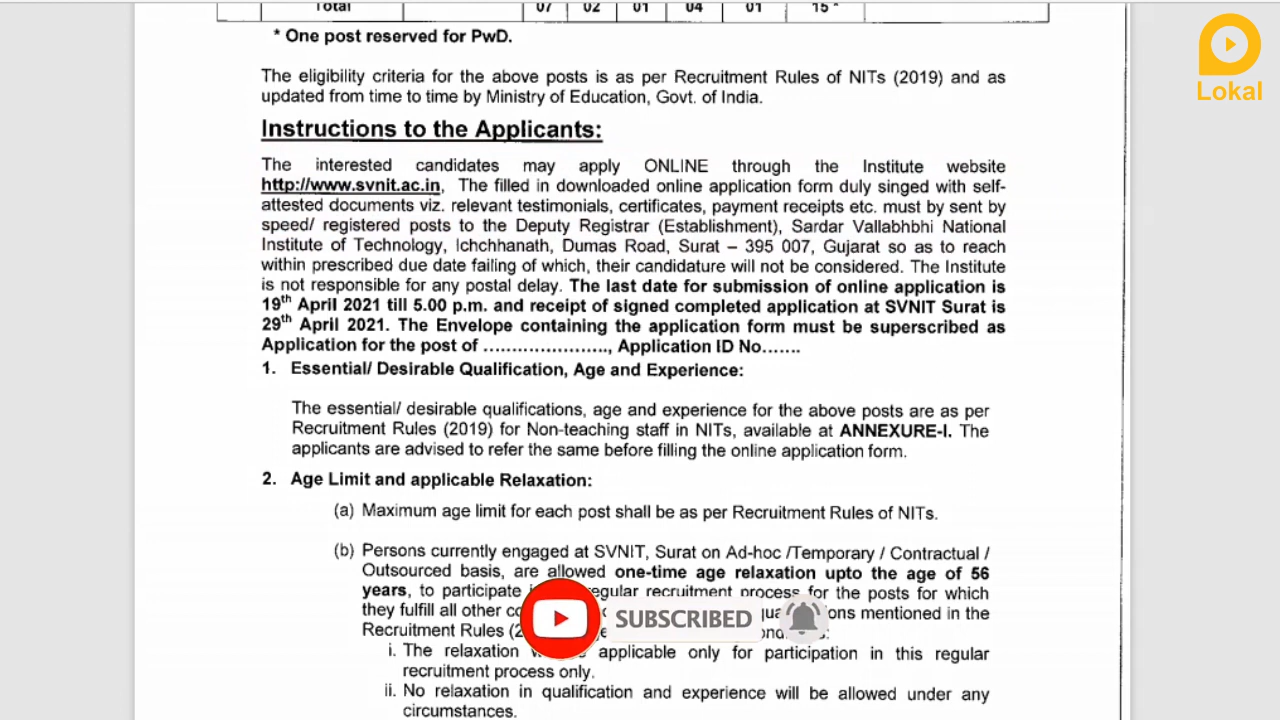 Total 07 02 01 04 01 15 *
* One post reserved for PwD.
Lokal
The eligibility criteria for the above posts is as per Recruitment Rules of NITs (2019) and as
updated from time to time by Ministry of Education, Govt. of India.
Instructions to the Applicants:
The interested candidates may apply ONLINE through the Institute website
http://www.svnit.ac.in, The filled in downloaded online application form duly singed with self-
attested documents viz. relevant testimonials, certificates, payment receipts etc. must by sent by
speed/ registered posts to the Deputy Registrar (Establishment), Sardar Vallabhbhi National
Institute of Technology, Ichchhanath, Dumas Road, Surat – 395 007, Gujarat so as to reach
within prescribed due date failing of which, their candidature will not be considered. The Institute
is not responsible for any postal delay. The last date for submission of online application is
19th April 2021 till 5.00 p.m. and receipt of signed completed application at SVNIT Surat is
29th April 2021. The Envelope containing the application form must be superscribed as
Application for the post of ......................, Application ID No.......
1. Essential/ Desirable Qualification, Age and Experience:
The essential/ desirable qualifications, age and experience for the above posts are as per
Recruitment Rules (2019) for Non-teaching staff in NITs, available at ANNEXURE-I. The
applicants are advised to refer the same before filling the online application form.
2. Age Limit and applicable Relaxation:
(a) Maximum age limit for each post shall be as per Recruitment Rules of NITs.
(b) Persons currently engaged at SVNIT, Surat on Ad-hoc /Temporary / Contractual /
Outsourced basis, are allowed one-time age relaxation upto the age of 56
years, to participate regular recruitment process for the posts for which
they fulfill all other mentioned in the
Recruitment Rules
SUBSCRIBED
i. The relaxation applicable only for participation in this regular
recruitment process only.
ii. No relaxation in qualification and experience will be allowed under any
circumstances.